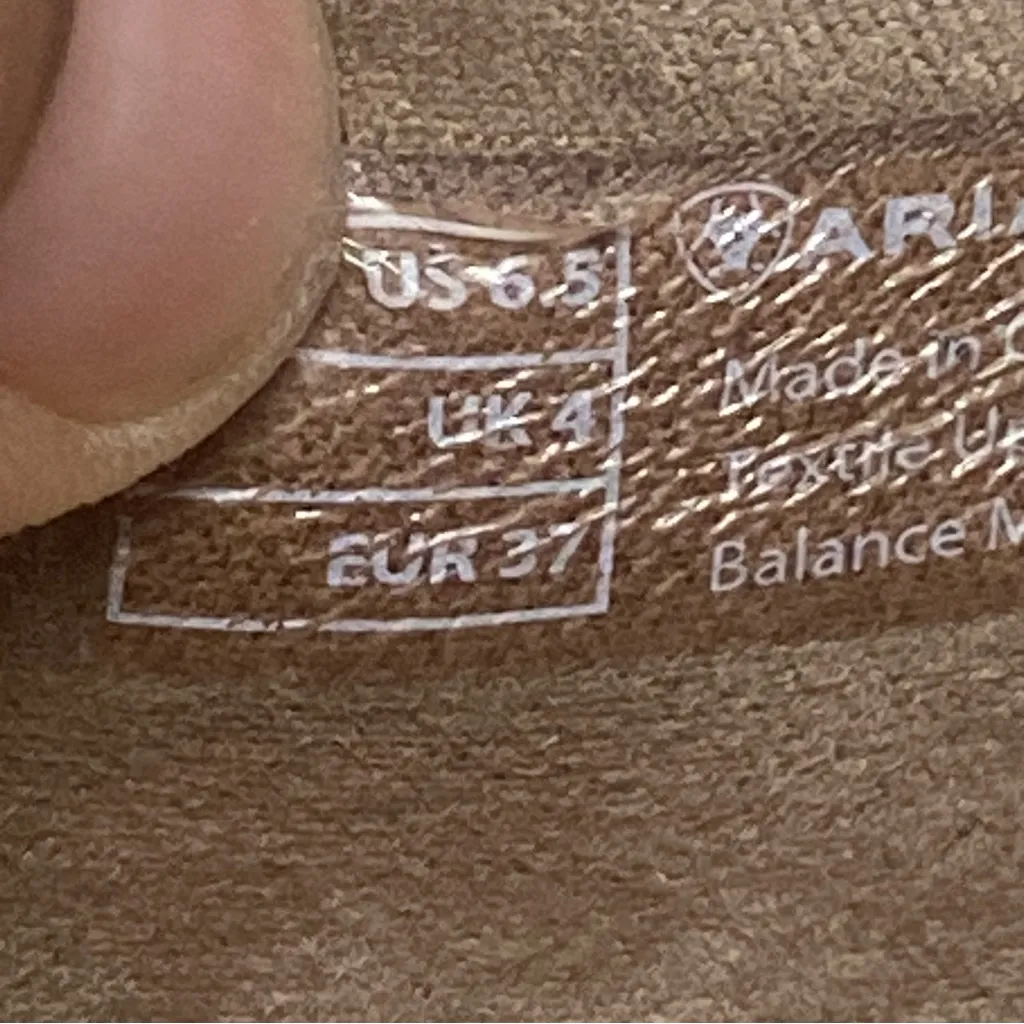 US 6.5
UK 4
EUR 37
ARIA
Made in
Textile
Balance